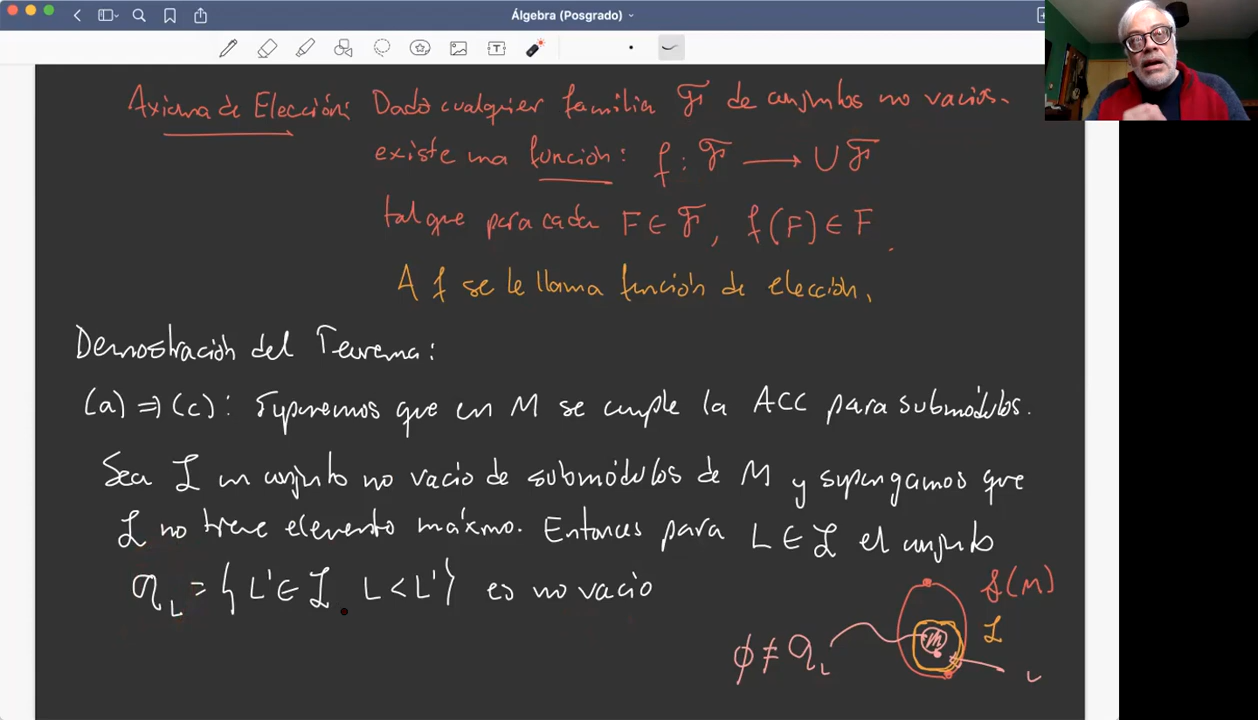 Álgebra (Posgrado)
Axioma de Elección: Dado cualquier familia ℱ de conjuntos no vacíos.
existe una función: f: ℱ ⟶ ∪ℱ
tal que para cada F ∈ ℱ, f(F) ∈ F.
A f se le llama función de elección.
Demostración del Teorema:
(a) ⇒ (c): Supongamos que en M se cumple la ACC para submódulos.
Sea ℒ un conjunto no vacío de submódulos de M y supongamos que
ℒ no tiene elemento máximo. Entonces para L ∈ ℒ el conjunto
𝒩_L = { L' ∈ ℒ L < L' } es no vacío
(M)
ℒ
ϕ ≠ 𝒩_L